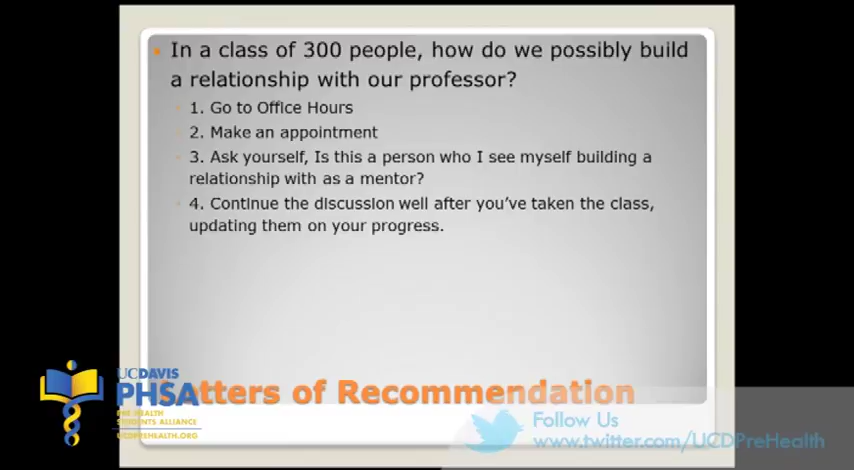 In a class of 300 people, how do we possibly build
a relationship with our professor?
1. Go to Office Hours
2. Make an appointment
3. Ask yourself, Is this a person who I see myself building a
relationship with as a mentor?
4. Continue the discussion well after you've taken the class,
updating them on your progress.
UCDAVIS
PHSA
PRE HEALTH
STUDENTS ALLIANCE
UCDPREHEALTH.ORG
of Recommendation
Follow Us
www.twitter.com/UCDPreHealth